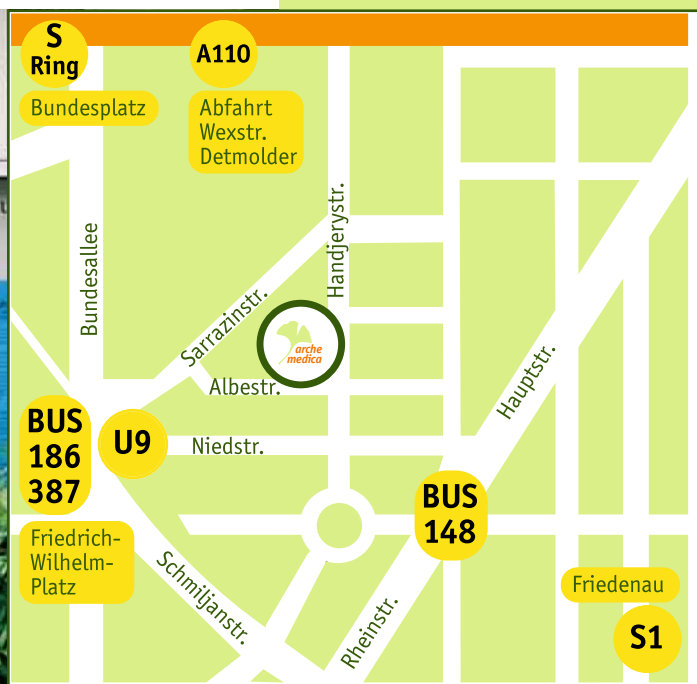 S
Ring
A110
Bundesplatz
Abfahrt
Wexstr.
Detmolder
Bundesallee
Handjerystr.
Sarrazinstr.
arche
medica
Albestr.
Hauptstr.
BUS
186
387
U9
Niedstr.
BUS
148
Friedrich-
Wilhelm-
Platz
Schmiljanstr.
Rheinstr.
Friedenau
S1